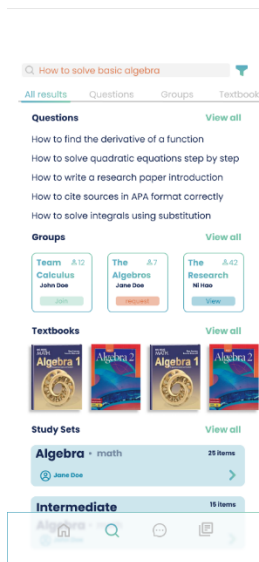 How to solve basic algebra
All results Questions Groups Textbook
Questions View all
How to find the derivative of a function
How to solve quadratic equations step by step
How to write a research paper introduction
How to cite sources in APA format correctly
How to solve integrals using substitution
Groups View all
Team 12
Calculus
John Doe
Join
The 7
Algebros
Jane Doe
request
The 42
Research
Ni Hao
View
Textbooks View all
MATH
Algebra 1
Algebra 2
MATH
Algebra 1
Algebra 2
Study Sets View all
Algebra • math 25 items
Jane Doe
Intermediate 15 items
Algebra • math